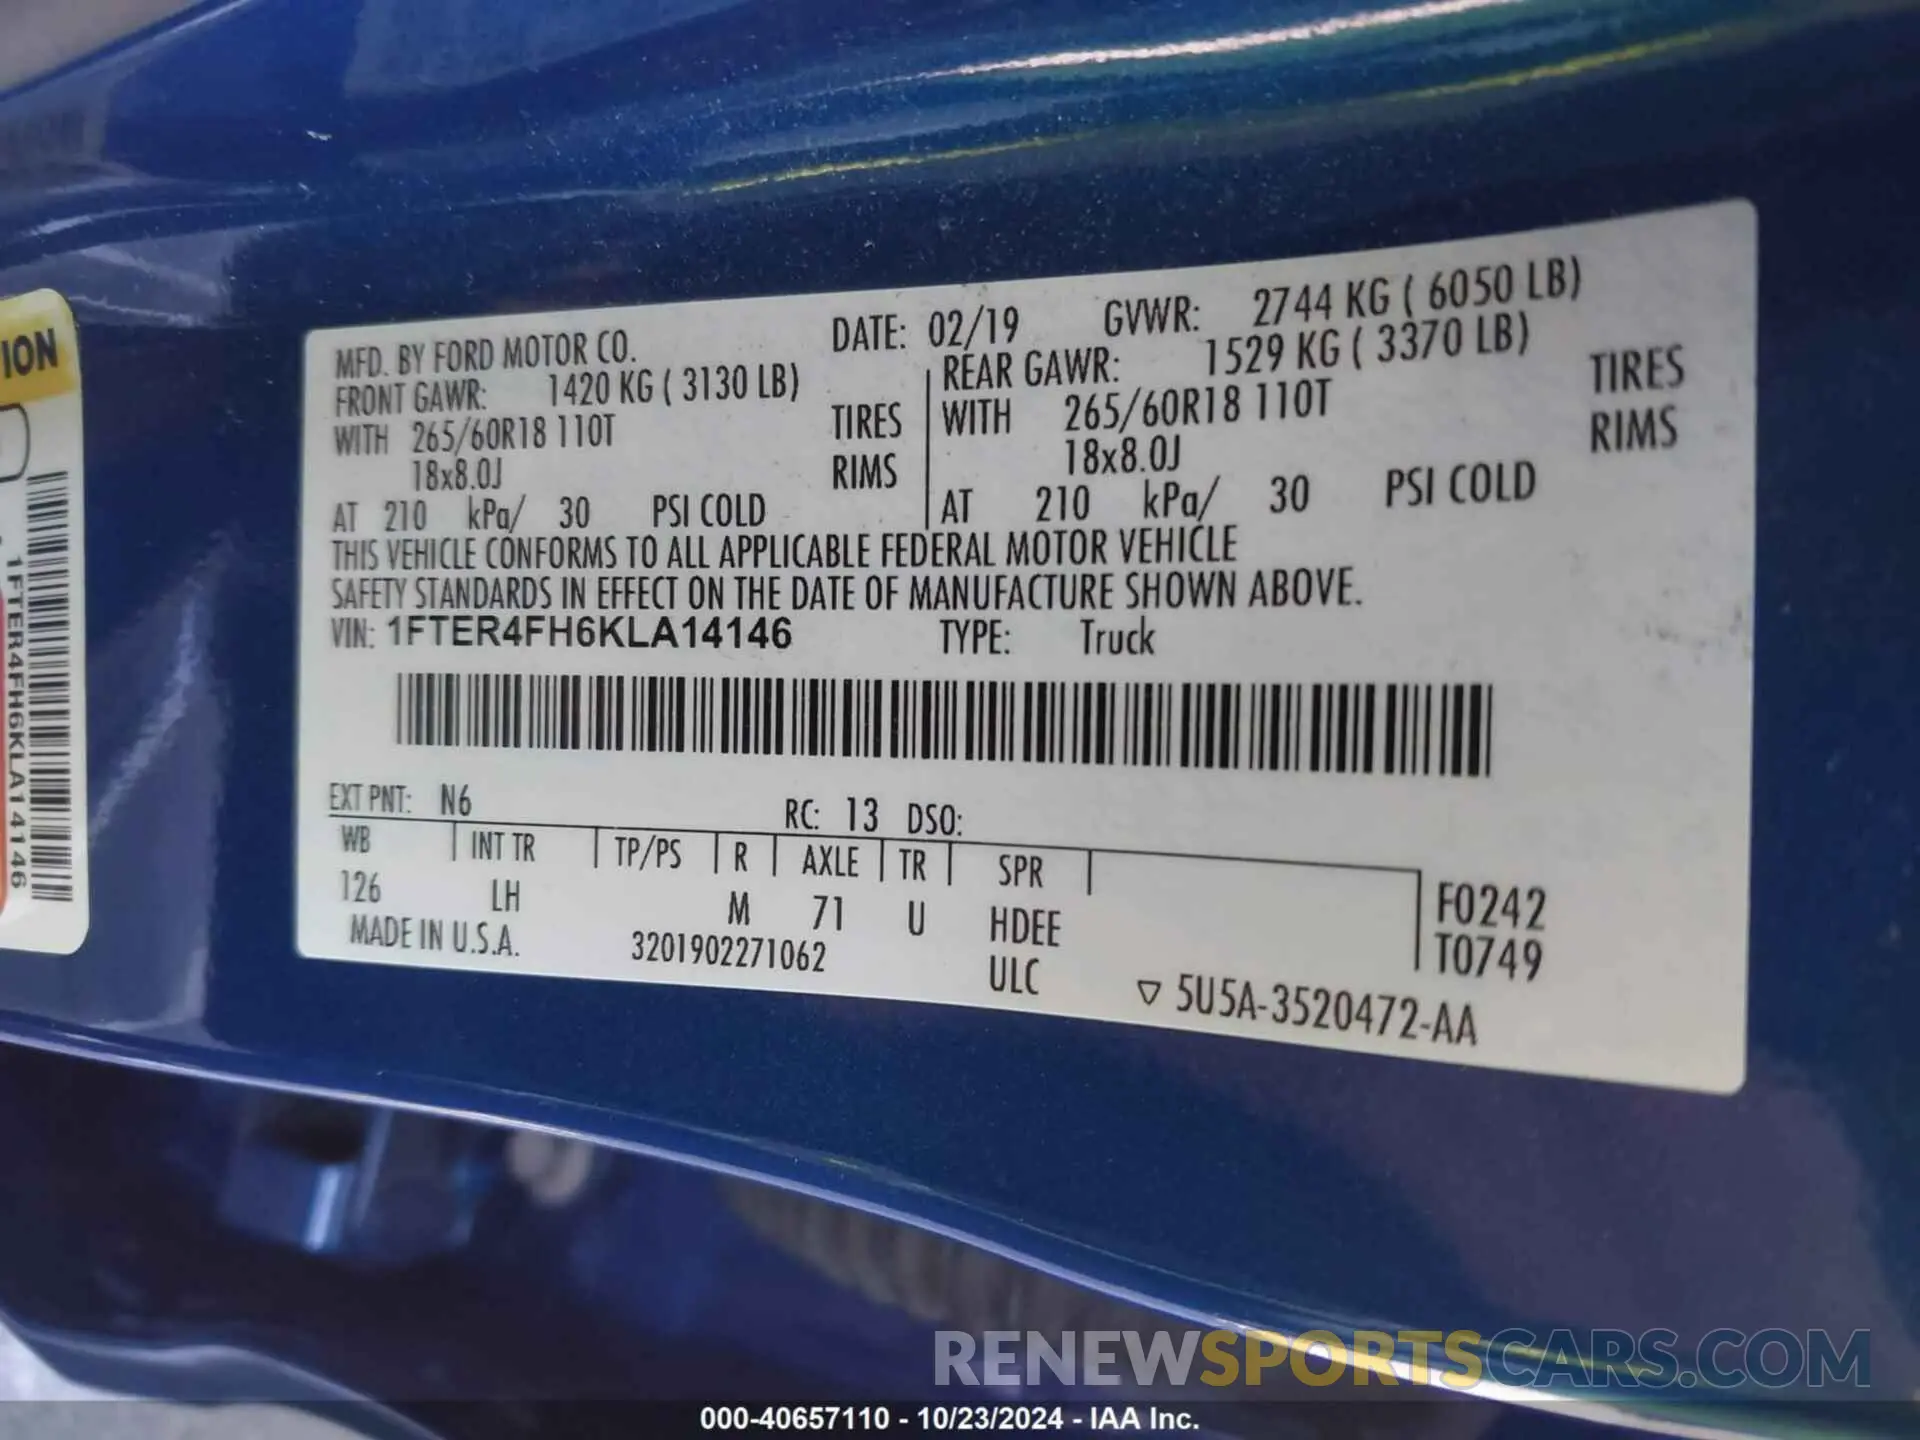 MFD. BY FORD MOTOR CO. DATE: 02/19 GVWR: 2744 KG ( 6050 LB)
FRONT GAWR: 1420 KG ( 3130 LB) REAR GAWR: 1529 KG ( 3370 LB)
WITH 265/60R18 110T TIRES WITH 265/60R18 110T TIRES
18x8.0J RIMS 18x8.0J RIMS
AT 210 kPa/ 30 PSI COLD AT 210 kPa/ 30 PSI COLD
THIS VEHICLE CONFORMS TO ALL APPLICABLE FEDERAL MOTOR VEHICLE
SAFETY STANDARDS IN EFFECT ON THE DATE OF MANUFACTURE SHOWN ABOVE.
VIN: 1FTER4FH6KLA14146 TYPE: Truck
EXT PNT: N6 RC: 13 DSO:
WB INT TR TP/PS R AXLE TR SPR
126 LH M 71 U HDEE F0242
MADE IN U.S.A. 3201902271062 ULC T0749
▽ 5U5A-3520472-AA
ION
1FTER4FH6KLA14146
RENEWSPORTSCARS.COM
000-40657110 - 10/23/2024 - IAA Inc.